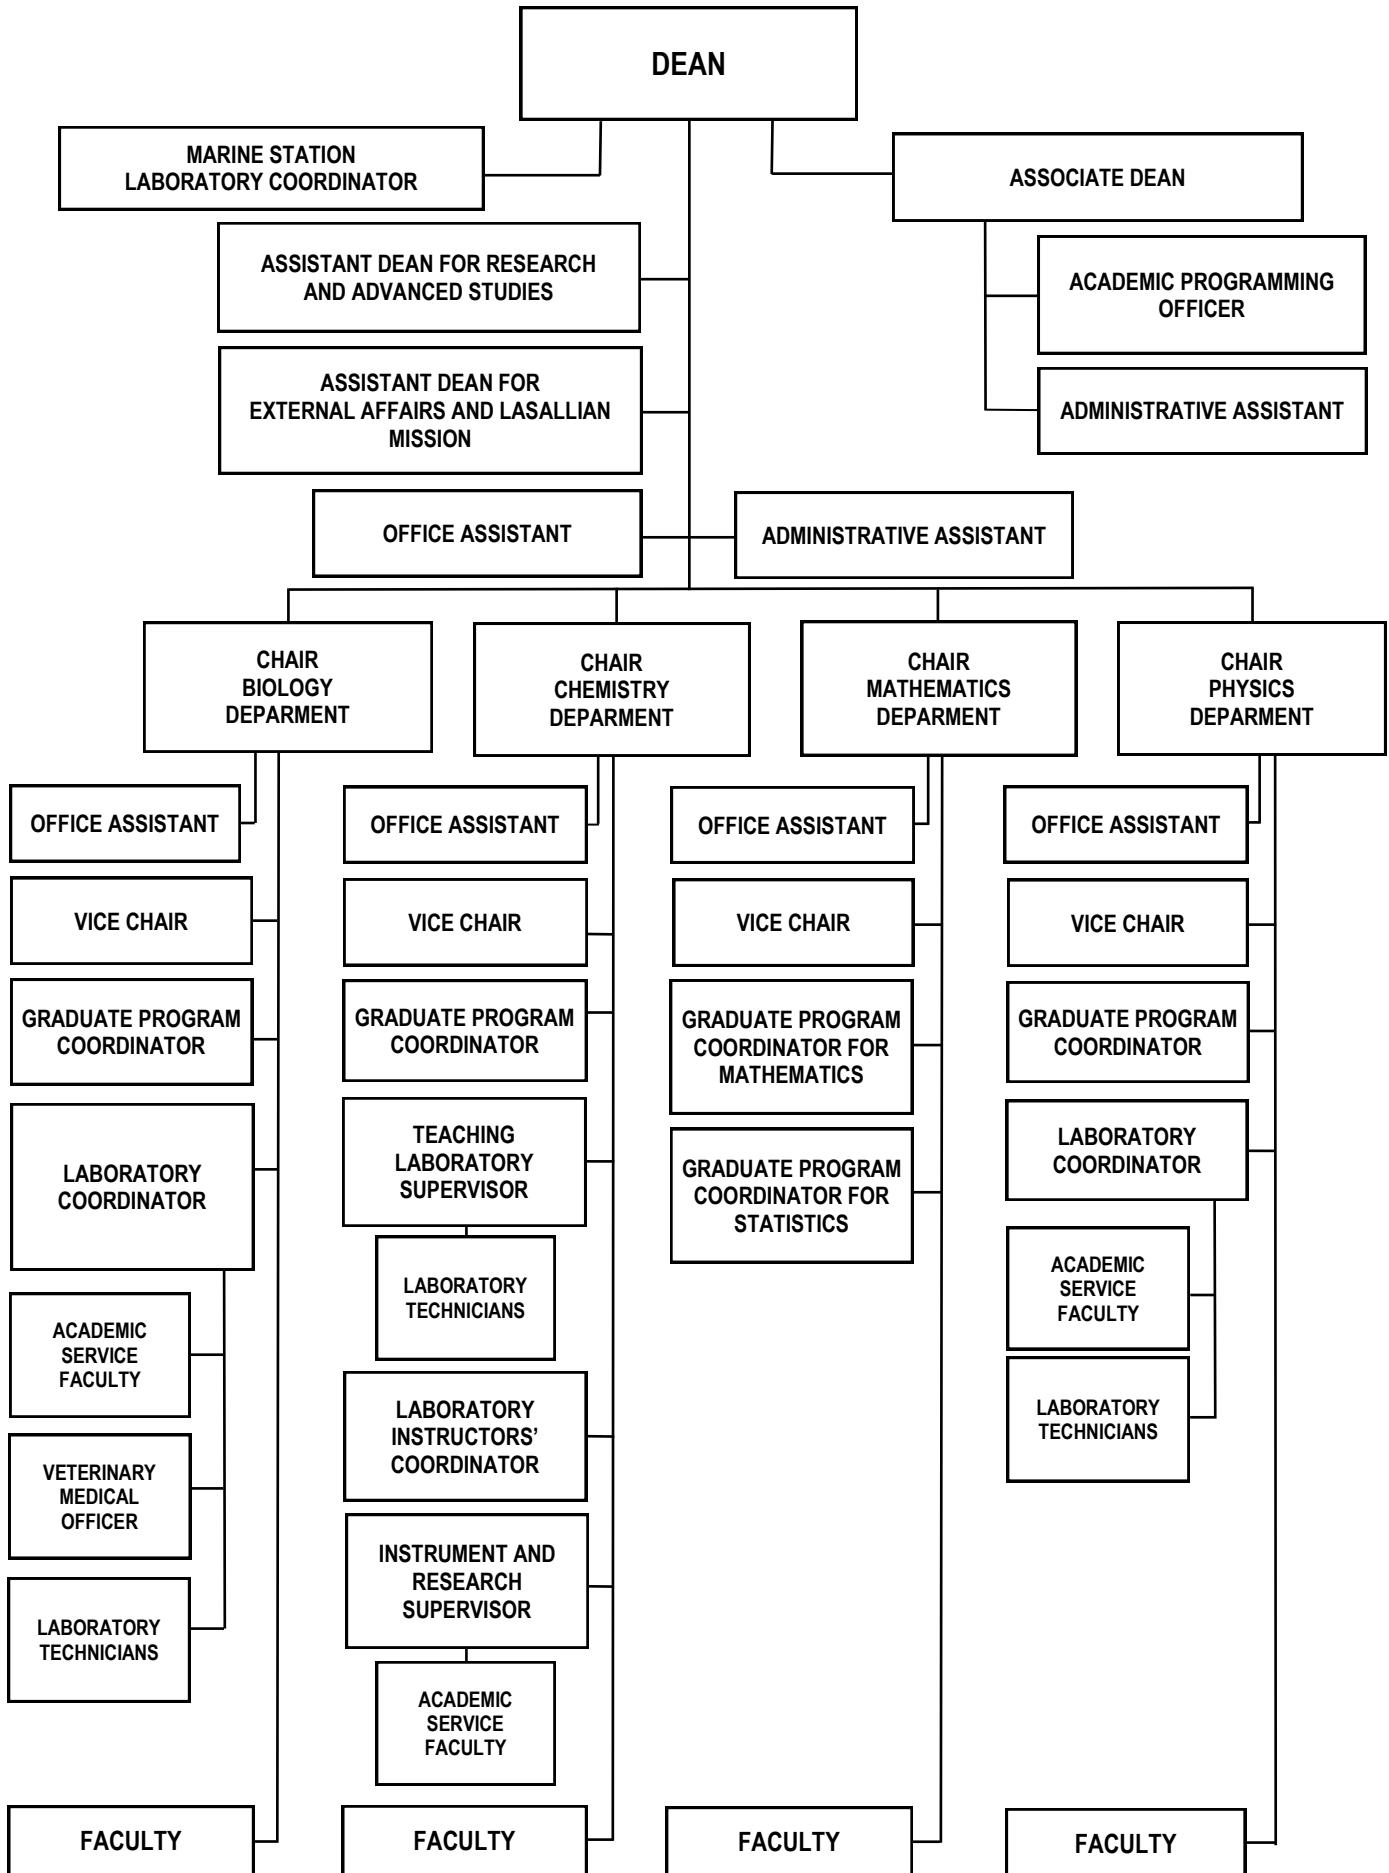 DEAN
MARINE STATION
LABORATORY COORDINATOR
ASSOCIATE DEAN
ASSISTANT DEAN FOR RESEARCH
AND ADVANCED STUDIES
ACADEMIC PROGRAMMING
OFFICER
ASSISTANT DEAN FOR
EXTERNAL AFFAIRS AND LASALLIAN
MISSION
ADMINISTRATIVE ASSISTANT
OFFICE ASSISTANT
ADMINISTRATIVE ASSISTANT
CHAIR
BIOLOGY
DEPARMENT
CHAIR
CHEMISTRY
DEPARMENT
CHAIR
MATHEMATICS
DEPARMENT
CHAIR
PHYSICS
DEPARMENT
OFFICE ASSISTANT
VICE CHAIR
GRADUATE PROGRAM
COORDINATOR
LABORATORY
COORDINATOR
ACADEMIC
SERVICE
FACULTY
VETERINARY
MEDICAL
OFFICER
LABORATORY
TECHNICIANS
FACULTY
OFFICE ASSISTANT
VICE CHAIR
GRADUATE PROGRAM
COORDINATOR
TEACHING
LABORATORY
SUPERVISOR
LABORATORY
TECHNICIANS
LABORATORY
INSTRUCTORS’
COORDINATOR
INSTRUMENT AND
RESEARCH
SUPERVISOR
ACADEMIC
SERVICE
FACULTY
FACULTY
OFFICE ASSISTANT
VICE CHAIR
GRADUATE PROGRAM
COORDINATOR FOR
MATHEMATICS
GRADUATE PROGRAM
COORDINATOR FOR
STATISTICS
FACULTY
OFFICE ASSISTANT
VICE CHAIR
GRADUATE PROGRAM
COORDINATOR
LABORATORY
COORDINATOR
ACADEMIC
SERVICE
FACULTY
LABORATORY
TECHNICIANS
FACULTY